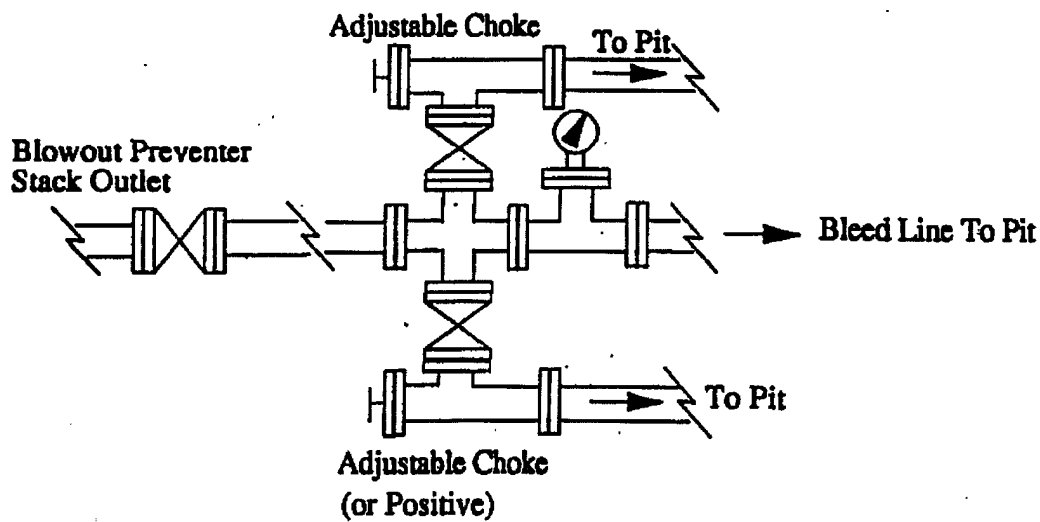 Adjustable Choke
To Pit
Blowout Preventer
Stack Outlet
Bleed Line To Pit
To Pit
Adjustable Choke
(or Positive)